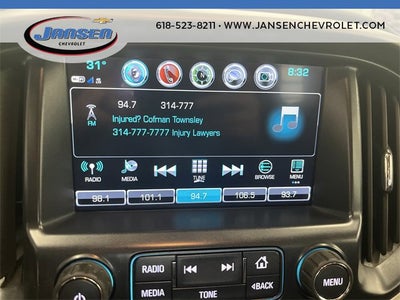 JANSEN
CHEVROLET
618-523-8211 • WWW.JANSENCHEVROLET.COM
31°
8:32
94.7 314-777
FM
Injured? Cofman Townsley
314-777-7777 Injury Lawyers
RADIO MEDIA TUNE BROWSE MENU
98.1 101.1 94.7 106.5 93.7
RADIO
BACK
MENU
MEDIA TONE